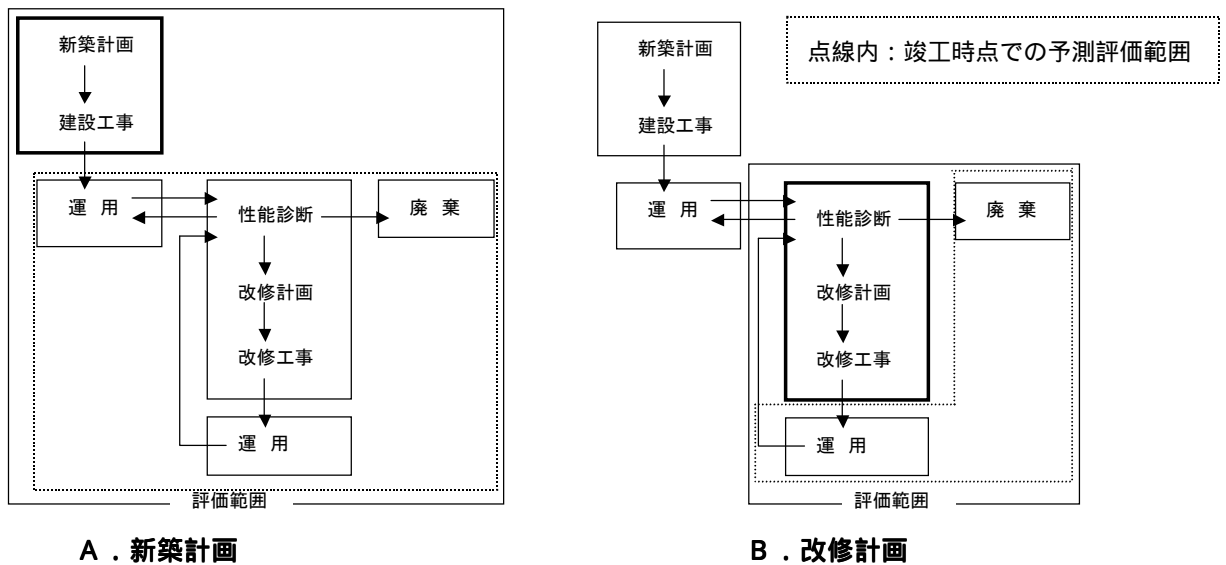 新築計画
建設工事
運 用
性能診断
廃 棄
改修計画
改修工事
運 用
評価範囲
A．新築計画
点線内：竣工時点での予測評価範囲
新築計画
建設工事
運 用
性能診断
廃 棄
改修計画
改修工事
運 用
評価範囲
B．改修計画